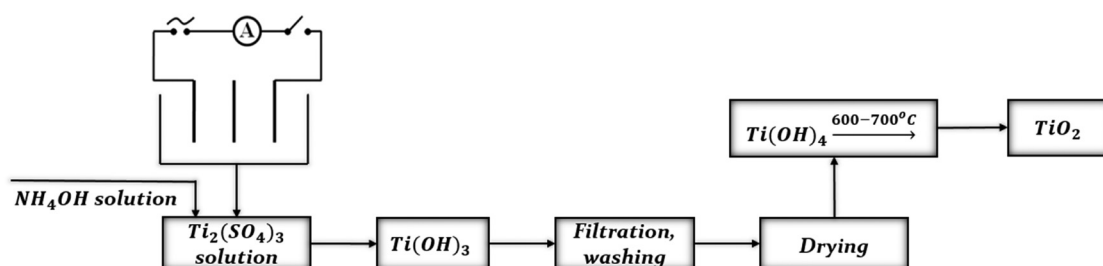 A
NH₄OH solution
Ti₂(SO₄)₃
solution
Ti(OH)₃
Filtration,
washing
Drying
Ti(OH)₄ 600−700°C
TiO₂